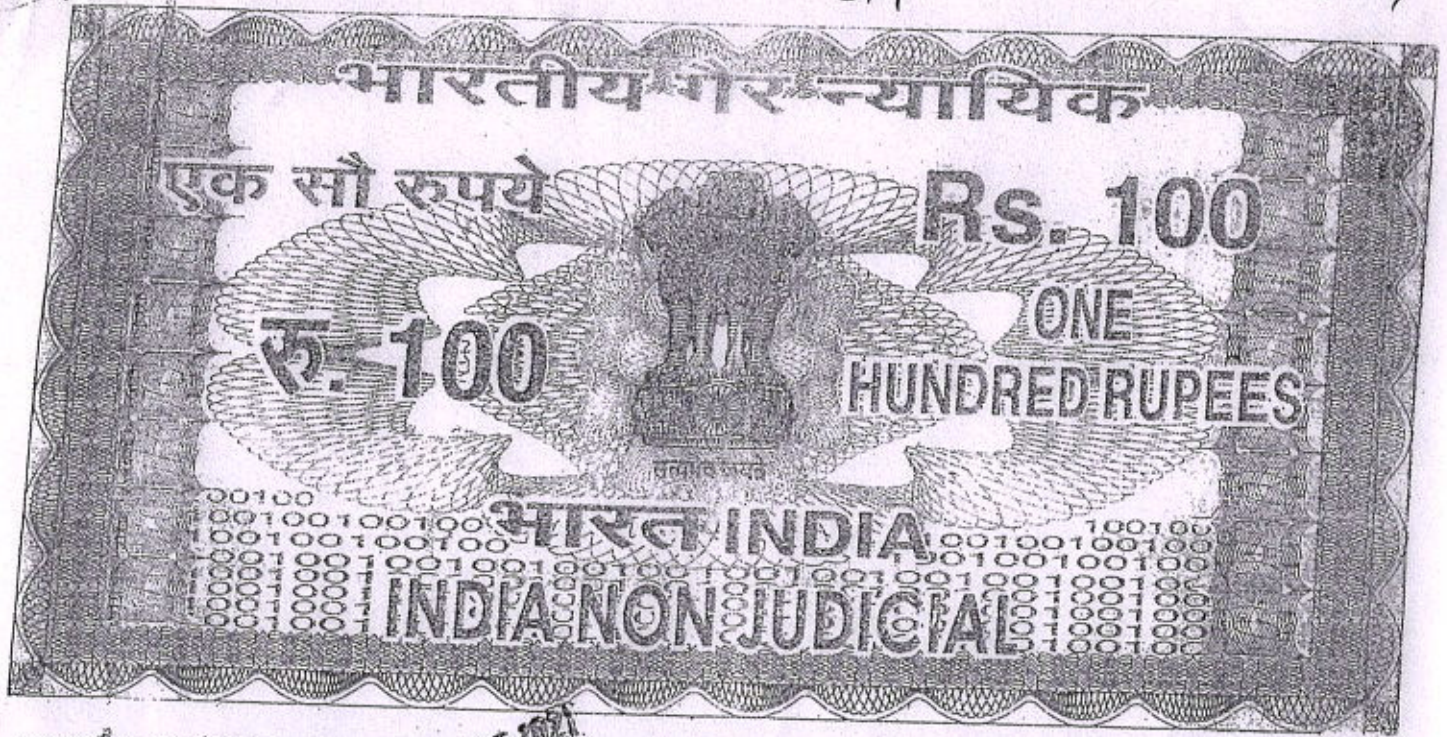 भारतीय गैर न्यायिक
एक सौ रुपये
Rs. 100
रु. 100
ONE
HUNDRED RUPEES
सत्यमेव जयते
भारत INDIA
INDIA NON JUDICIAL